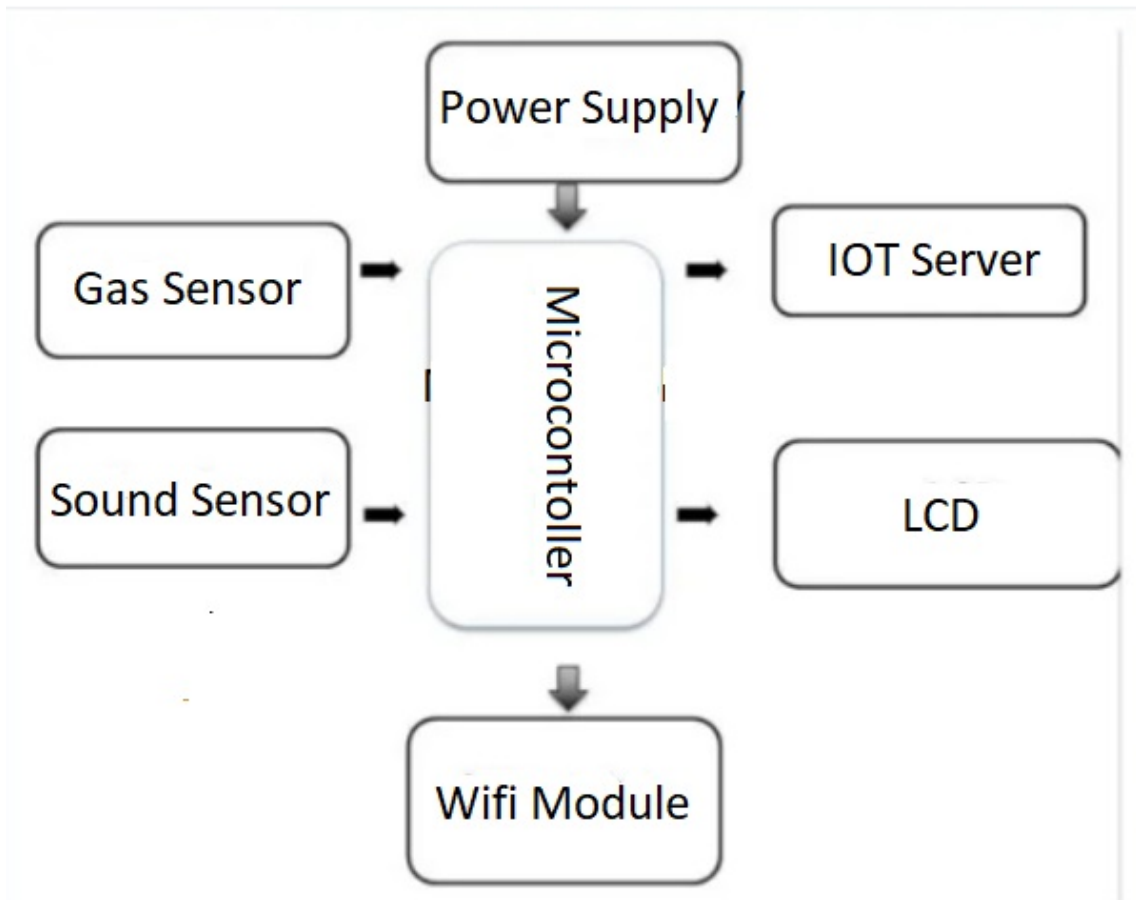 Power Supply
Gas Sensor
IOT Server
Microcontoller
Sound Sensor
LCD
Wifi Module